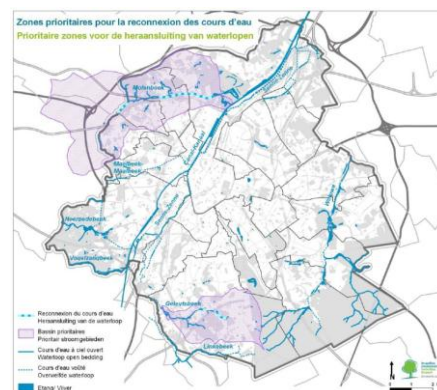 Zones prioritaires pour la reconnexion des cours d'eau
Prioritaire zones voor de heraansluiting van waterlopen
Molenbeek
Maelbeek
Neerpedebeek
Vogelzangbeek
Geleytsbeek
Linkebeek
Reconnexion du cours d'eau
Heraansluiting van de waterloop
Bassin prioritaires
Prioritair stroomgebieden
Cours d'eau à ciel ouvert
Waterloop open bedding
Cours d'eau voûté
Overwelfde waterloop
Etang/ Vijver